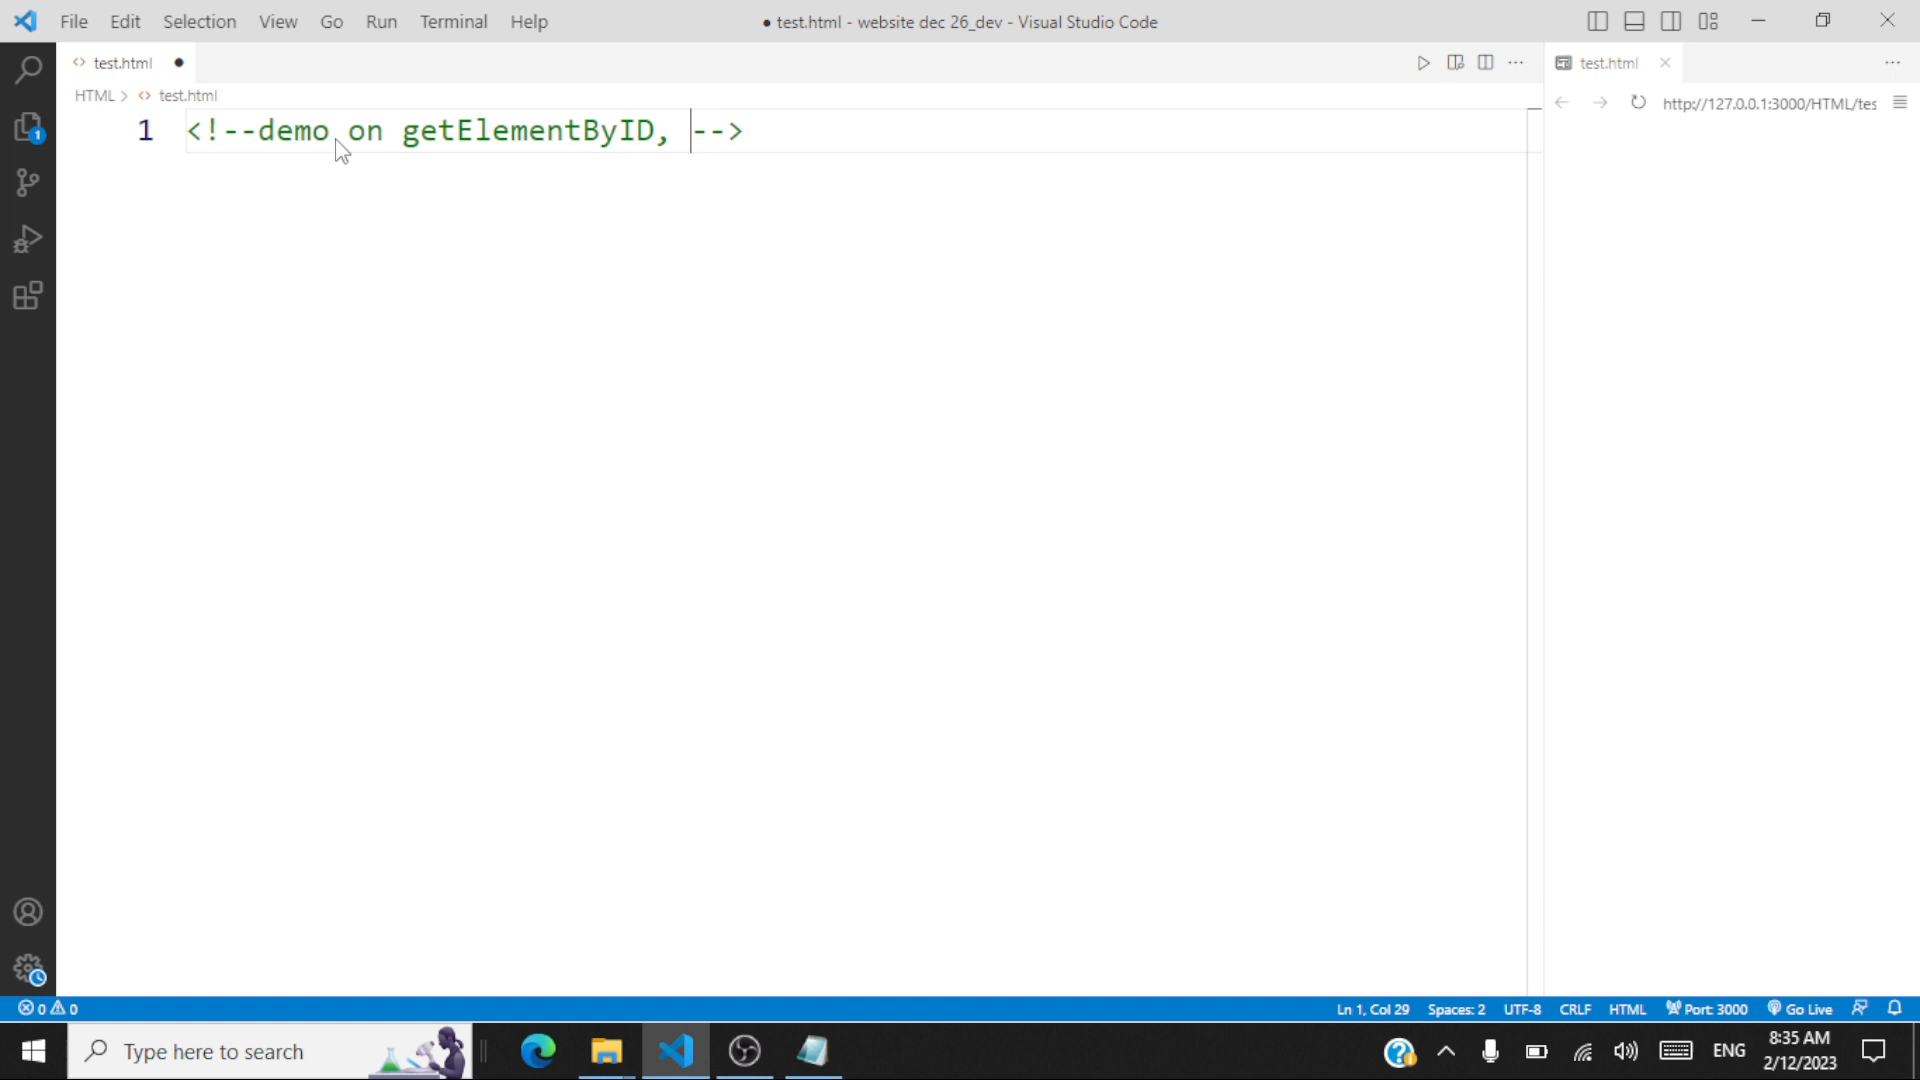 File Edit Selection View Go Run Terminal Help
● test.html - website dec 26_dev - Visual Studio Code
<> test.html ●
test.html
HTML > <> test.html
http://127.0.0.1:3000/HTML/tes
1 <!--demo on getElementByID, -->
1
0 0
Ln 1, Col 29 Spaces: 2 UTF-8 CRLF HTML Port: 3000 Go Live
Type here to search
ENG
8:35 AM
2/12/2023